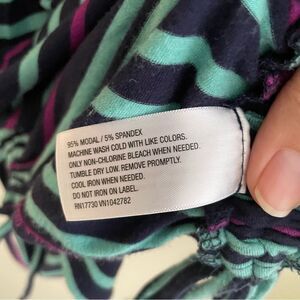 95% MODAL / 5% SPANDEX
MACHINE WASH COLD WITH LIKE COLORS.
ONLY NON-CHLORINE BLEACH WHEN NEEDED.
TUMBLE DRY LOW. REMOVE PROMPTLY.
COOL IRON WHEN NEEDED.
DO NOT IRON ON LABEL.
RN17730 VN1042782